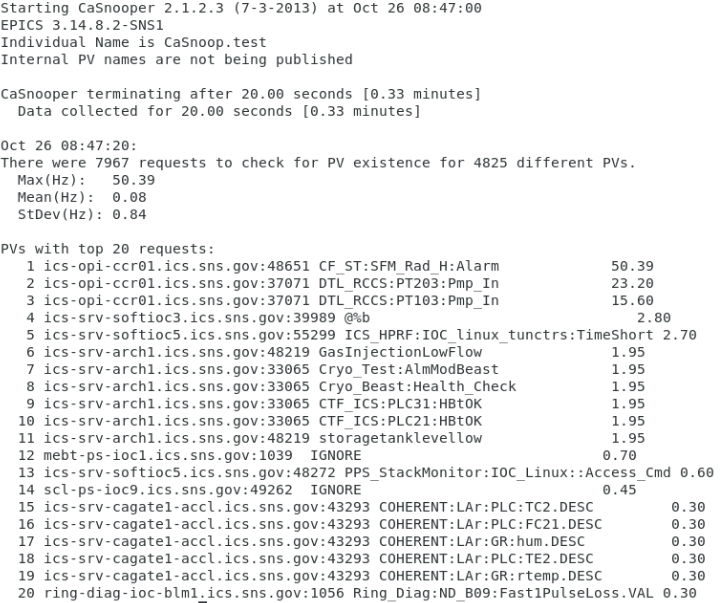 Starting CaSnooper 2.1.2.3 (7-3-2013) at Oct 26 08:47:00
EPICS 3.14.8.2-SNS1
Individual Name is CaSnoop.test
Internal PV names are not being published
CaSnooper terminating after 20.00 seconds [0.33 minutes]
Data collected for 20.00 seconds [0.33 minutes]
Oct 26 08:47:20:
There were 7967 requests to check for PV existence for 4825 different PVs.
Max(Hz): 50.39
Mean(Hz): 0.08
StDev(Hz): 0.84
PVs with top 20 requests:
1 ics-opi-ccr01.ics.sns.gov:48651 CF_ST:SFM_Rad_H:Alarm 50.39
2 ics-opi-ccr01.ics.sns.gov:37071 DTL_RCCS:PT203:Pmp_In 23.20
3 ics-opi-ccr01.ics.sns.gov:37071 DTL_RCCS:PT103:Pmp_In 15.60
4 ics-srv-softioc3.ics.sns.gov:39989 @%b 2.80
5 ics-srv-softioc5.ics.sns.gov:55299 ICS_HPRF:IOC_linux_tunctrs:TimeShort 2.70
6 ics-srv-arch1.ics.sns.gov:48219 GasInjectionLowFlow 1.95
7 ics-srv-arch1.ics.sns.gov:33065 Cryo_Test:AlmModBeast 1.95
8 ics-srv-arch1.ics.sns.gov:33065 Cryo_Beast:Health_Check 1.95
9 ics-srv-arch1.ics.sns.gov:33065 CTF_ICS:PLC31:HBtOK 1.95
10 ics-srv-arch1.ics.sns.gov:33065 CTF_ICS:PLC21:HBtOK 1.95
11 ics-srv-arch1.ics.sns.gov:48219 storagetanklevellow 1.95
12 mebt-ps-ioc1.ics.sns.gov:1039 IGNORE 0.70
13 ics-srv-softioc5.ics.sns.gov:48272 PPS_StackMonitor:IOC_Linux::Access_Cmd 0.60
14 scl-ps-ioc9.ics.sns.gov:49262 IGNORE 0.45
15 ics-srv-cagate1-accl.ics.sns.gov:43293 COHERENT:LAr:PLC:TC2.DESC 0.30
16 ics-srv-cagate1-accl.ics.sns.gov:43293 COHERENT:LAr:PLC:FC21.DESC 0.30
17 ics-srv-cagate1-accl.ics.sns.gov:43293 COHERENT:LAr:GR:hum.DESC 0.30
18 ics-srv-cagate1-accl.ics.sns.gov:43293 COHERENT:LAr:PLC:TE2.DESC 0.30
19 ics-srv-cagate1-accl.ics.sns.gov:43293 COHERENT:LAr:GR:rtemp.DESC 0.30
20 ring-diag-ioc-blm1.ics.sns.gov:1056 Ring_Diag:ND_B09:Fast1PulseLoss.VAL 0.30